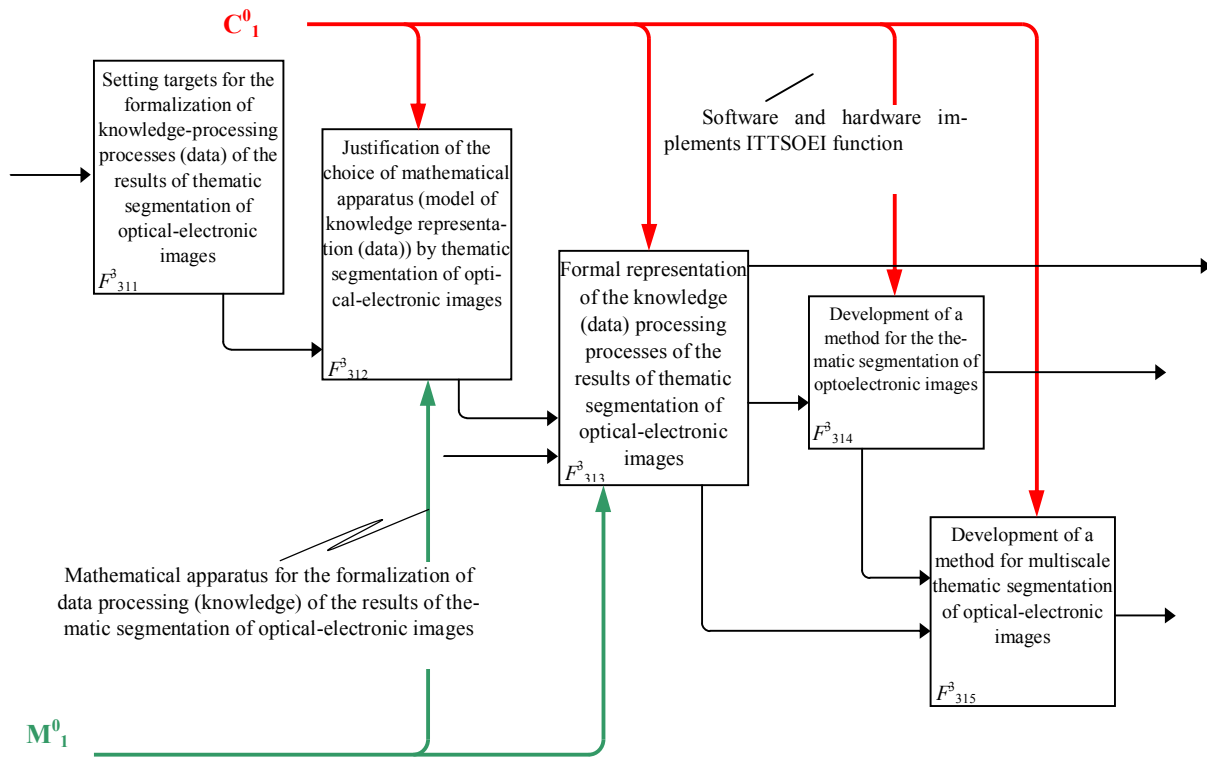 C⁰₁
Setting targets for the
formalization of
knowledge-processing
processes (data) of the
results of thematic
segmentation of
optical-electronic
images
F³₃₁₁
Justification of the
choice of mathematical
apparatus (model of
knowledge representa-
tion (data)) by thematic
segmentation of opti-
cal-electronic images
F³₃₁₂
Software and hardware im-
plements ITTSOEI function
Formal representation
of the knowledge
(data) processing
processes of the
results of thematic
segmentation of
optical-electronic
images
F³₃₁₃
Development of a
method for the the-
matic segmentation of
optoelectronic images
F³₃₁₄
Development of a
method for multiscale
thematic segmentation
of optical-electronic
images
F³₃₁₅
Mathematical apparatus for the formalization of
data processing (knowledge) of the results of the-
matic segmentation of optical-electronic images
M⁰₁